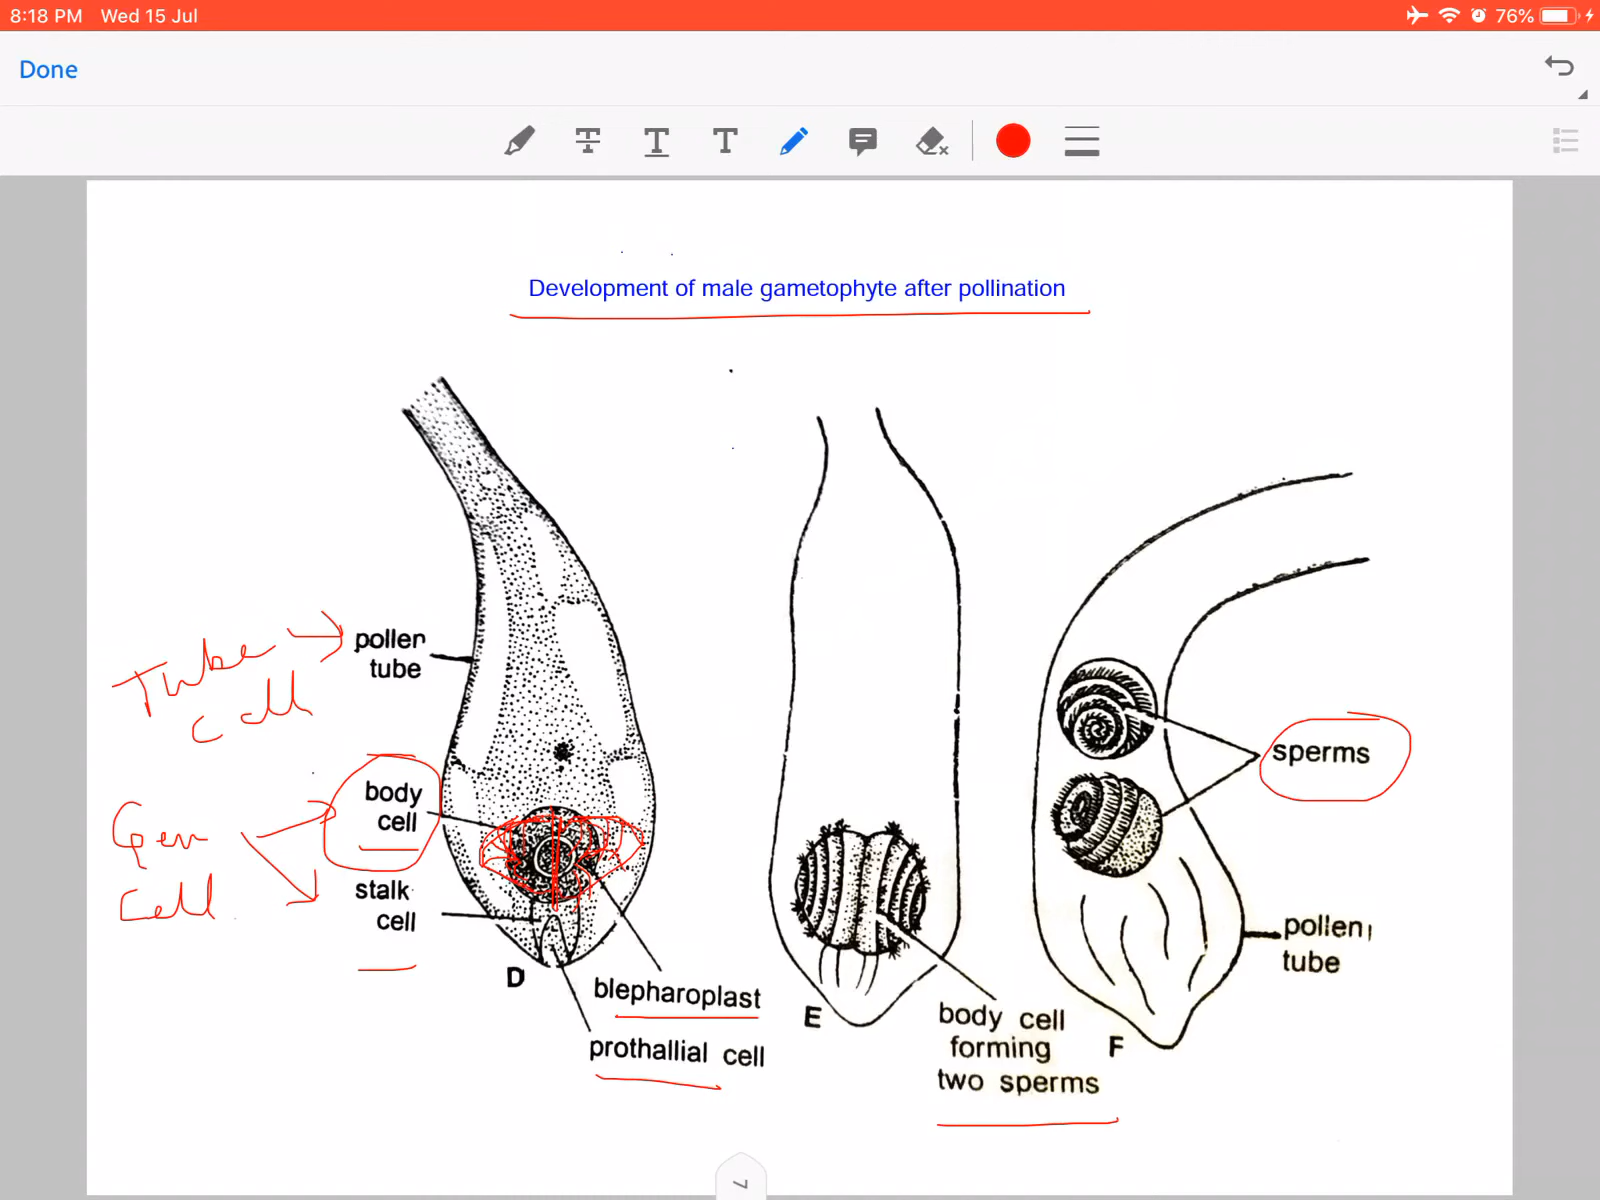 8:18 PM Wed 15 Jul
76%
Done
Development of male gametophyte after pollination
Tube
cell
pollen
tube
Gen
Cell
body
cell
stalk
cell
D
blepharoplast
prothallial cell
E
body cell
forming
two sperms
F
sperms
pollen
tube
7